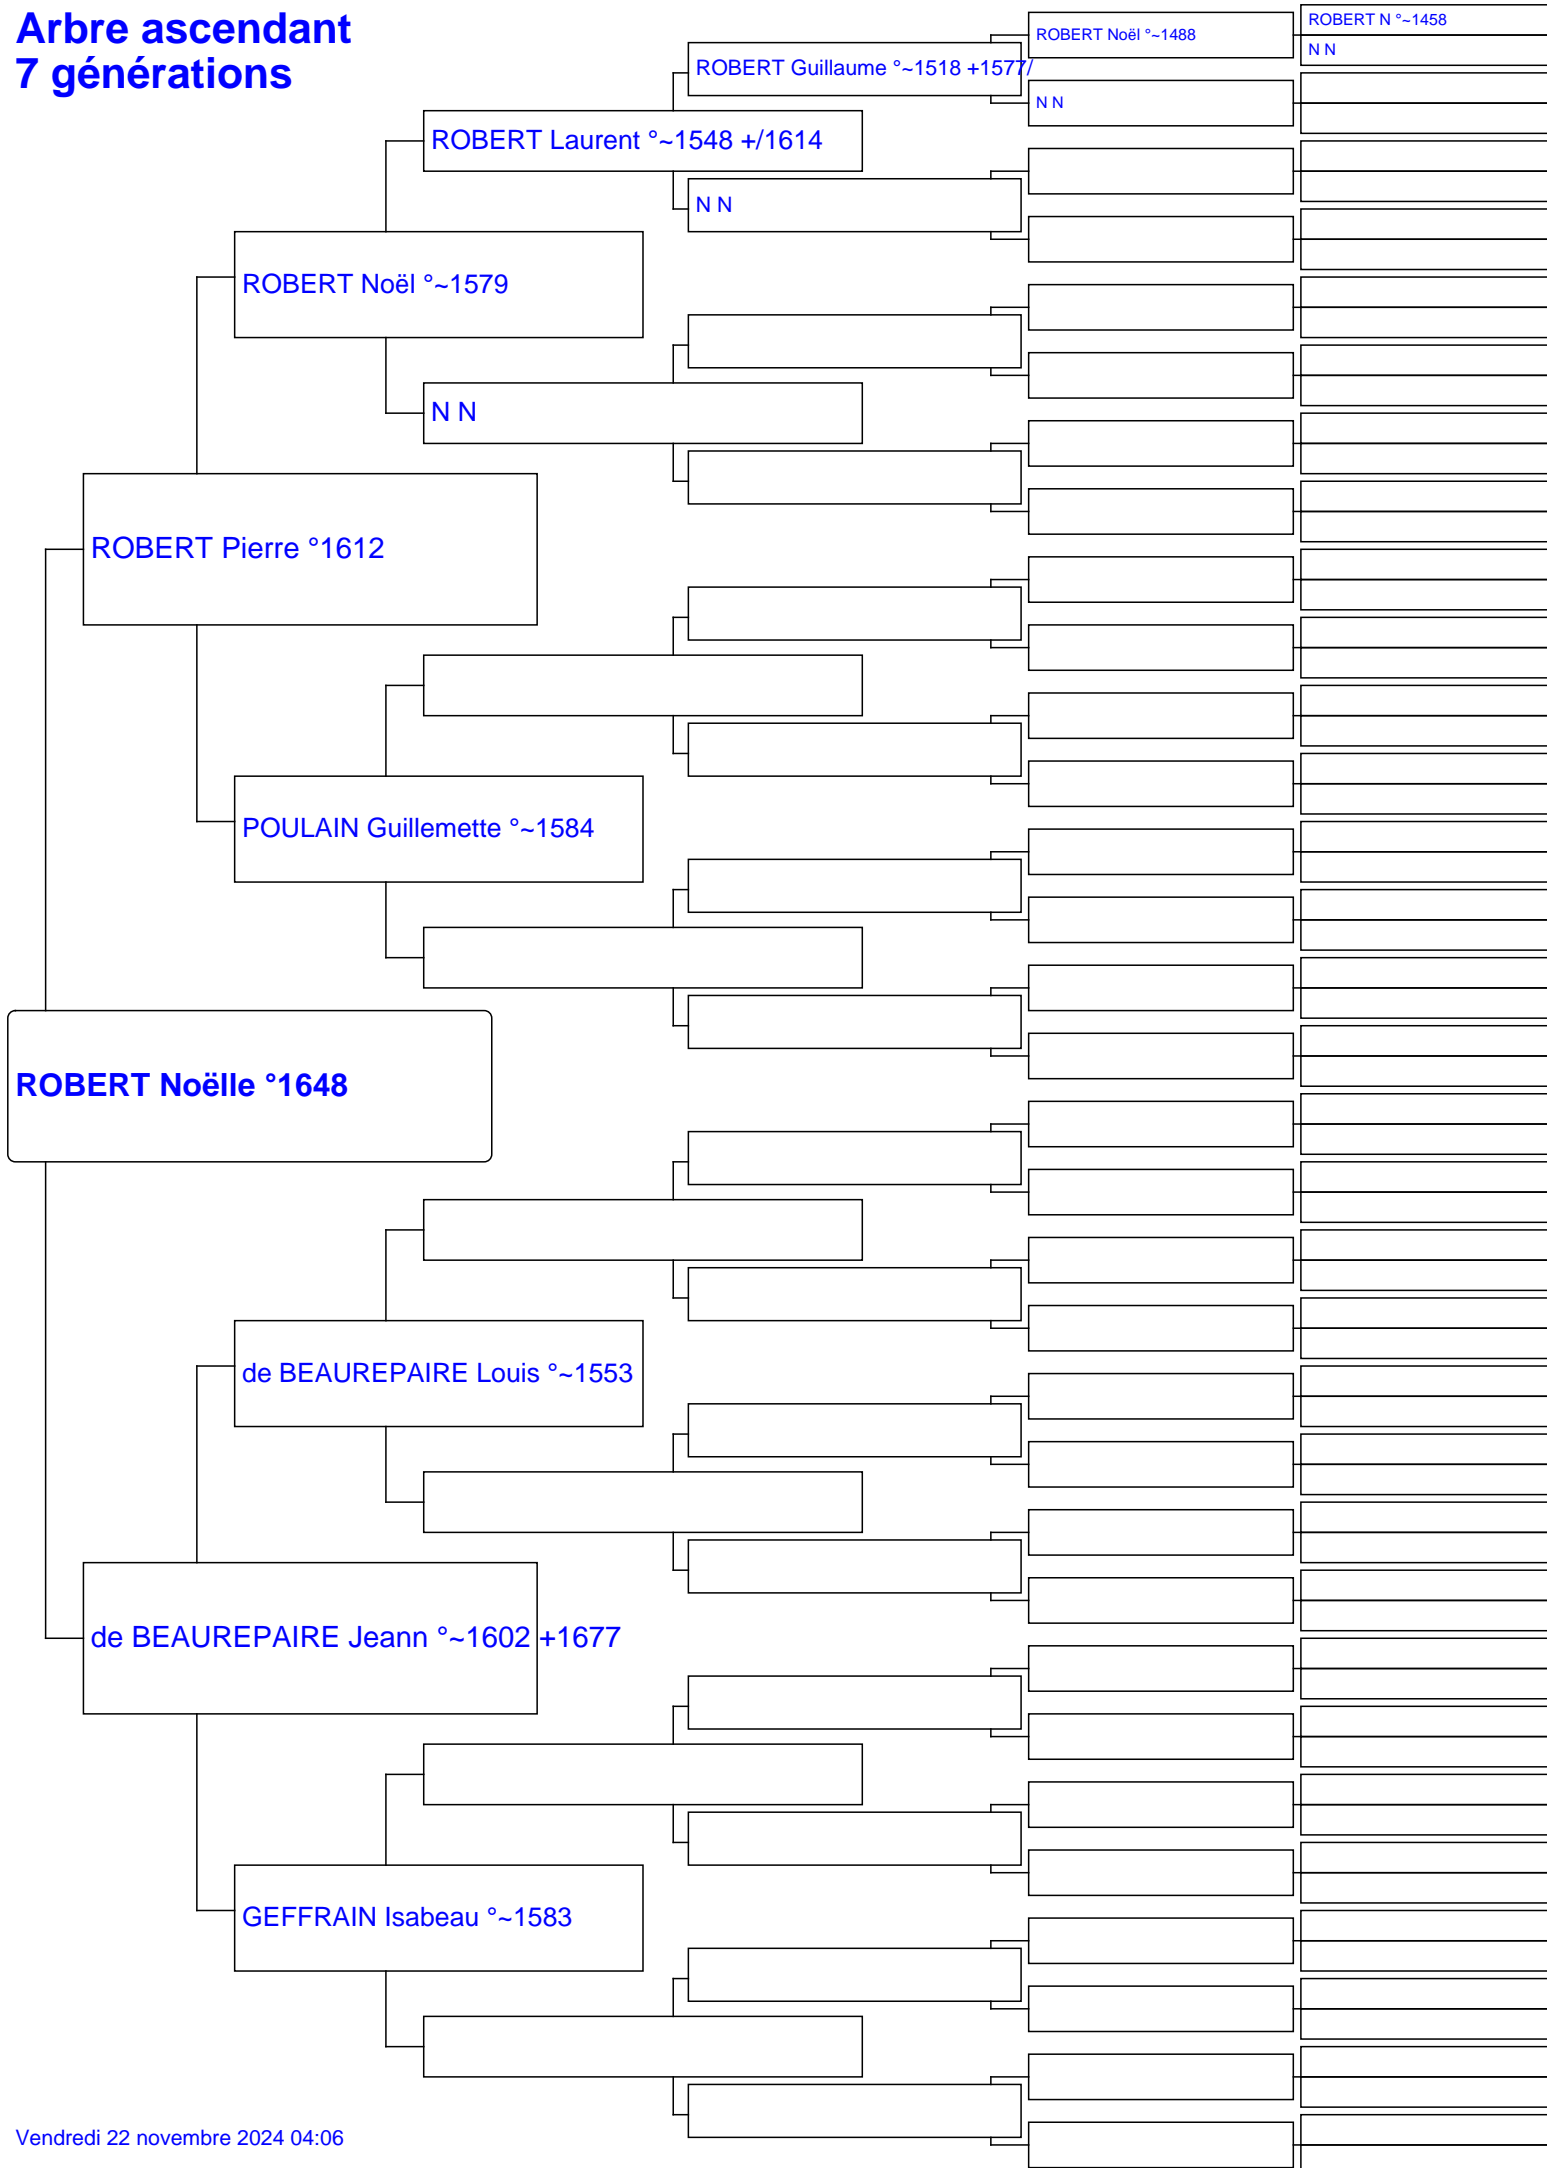 Arbre ascendant
7 générations
ROBERT Noël °~1488
ROBERT N °~1458
N N
ROBERT Guillaume °~1518 +1577/
N N
ROBERT Laurent °~1548 +/1614
N N
ROBERT Noël °~1579
N N
ROBERT Pierre °1612
POULAIN Guillemette °~1584
ROBERT Noëlle °1648
de BEAUREPAIRE Louis °~1553
de BEAUREPAIRE Jeann °~1602 +1677
GEFFRAIN Isabeau °~1583
Vendredi 22 novembre 2024 04:06